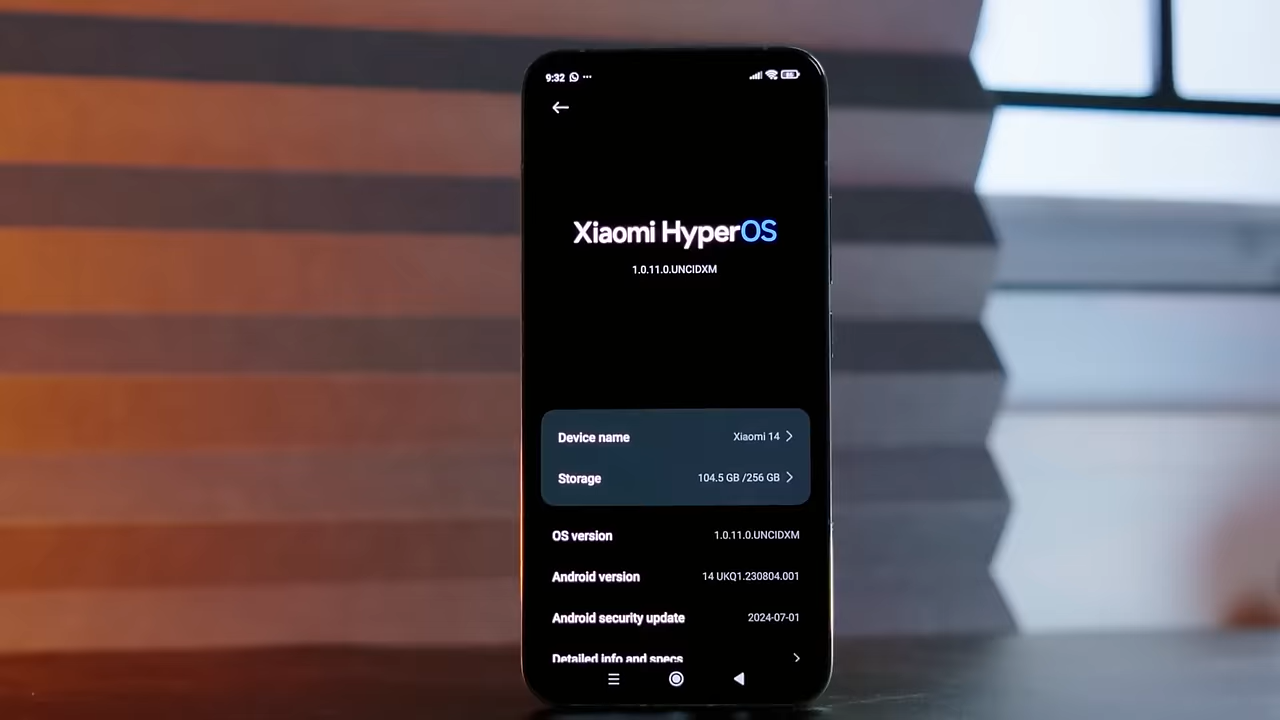 9:32
Xiaomi HyperOS
1.0.11.0.UNCIDXM
Device name Xiaomi 14
Storage 104.5 GB /256 GB
OS version 1.0.11.0.UNCIDXM
Android version 14 UKQ1.230804.001
Android security update 2024-07-01
Detailed info and specs